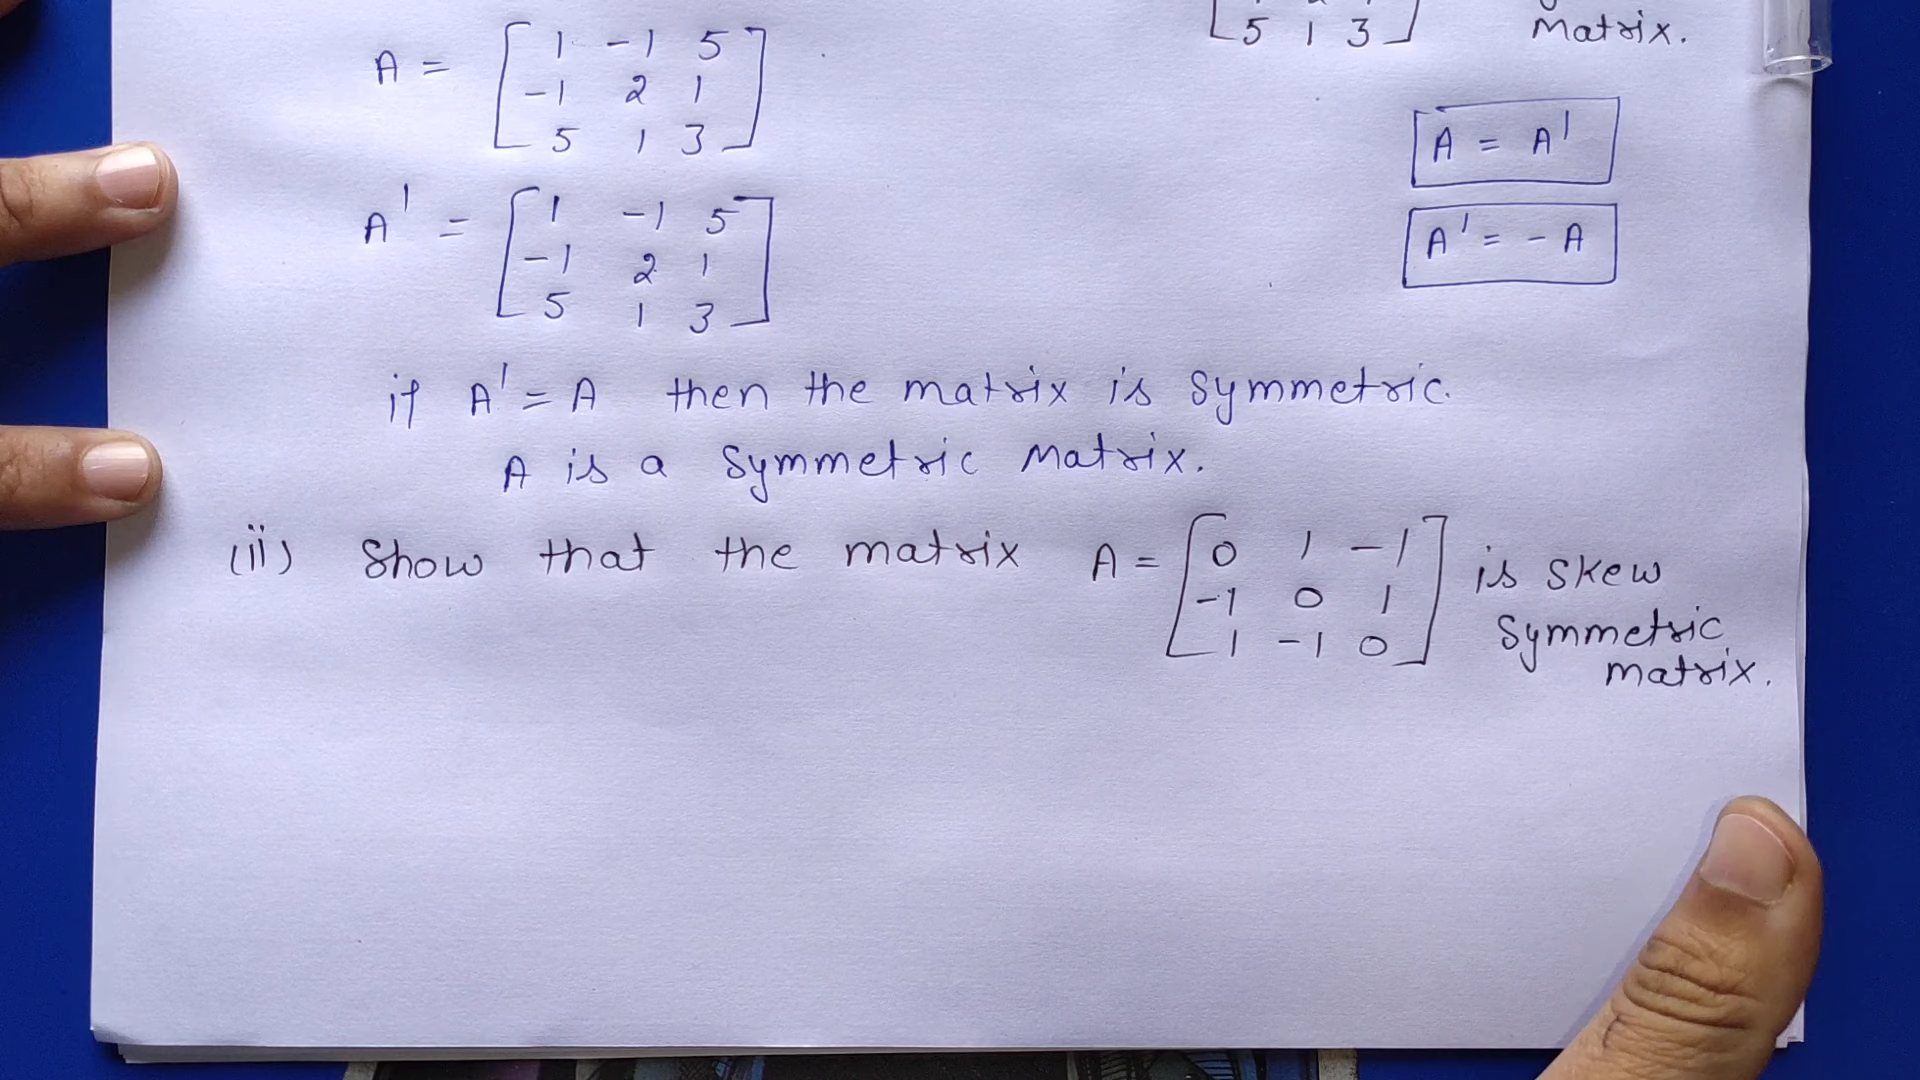 [5 1 3] Matrix.
A = [1 -1 5
-1 2 1
5 1 3]
A = A'
A' = -A
A' = [1 -1 5
-1 2 1
5 1 3]
if A' = A then the matrix is symmetric.
A is a symmetric matrix.
(ii) Show that the matrix A = [0 1 -1
-1 0 1
1 -1 0] is skew
symmetric
matrix.